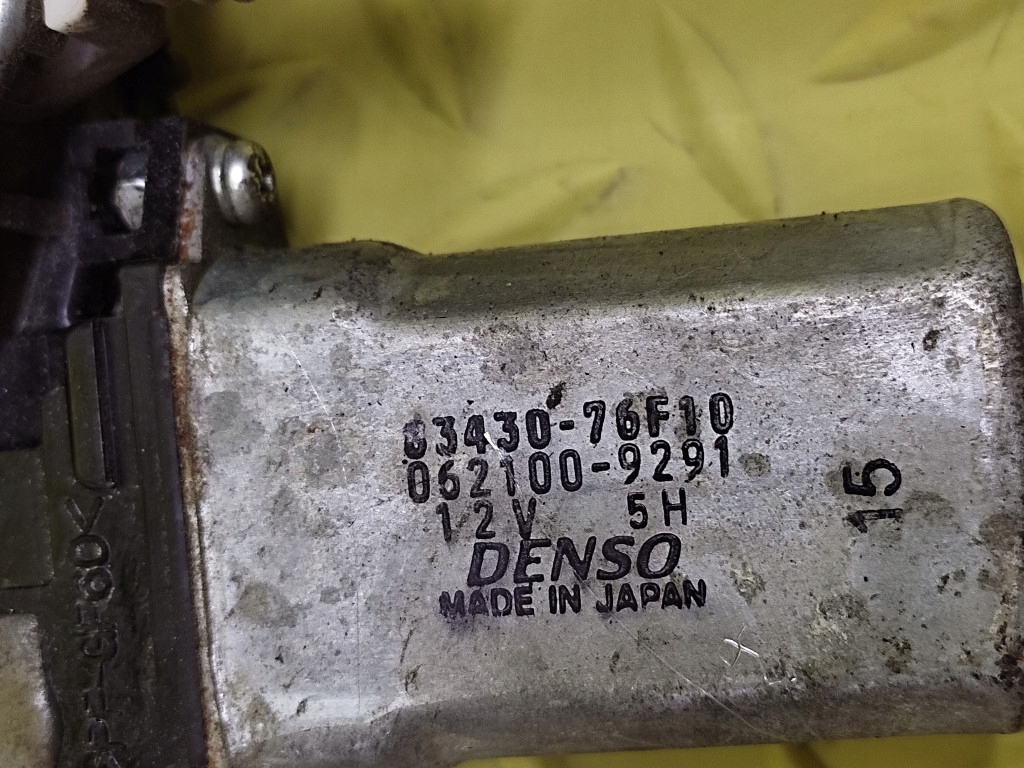 83430-76F10
062100-9291
12V 5H
DENSO
MADE IN JAPAN
15